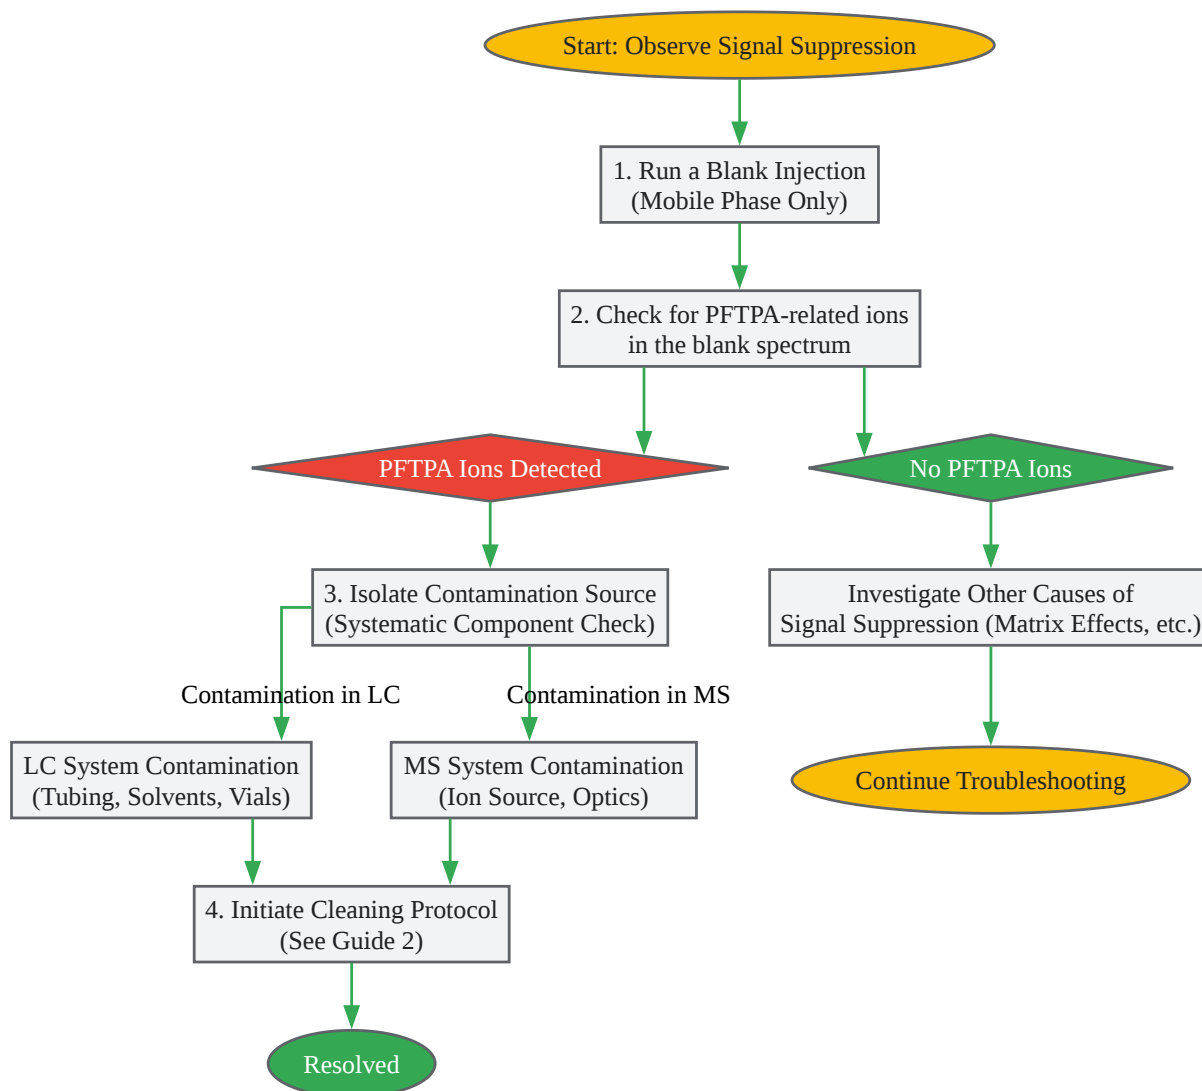 Start: Observe Signal Suppression
1. Run a Blank Injection
(Mobile Phase Only)
2. Check for PFTPA-related ions
in the blank spectrum
PFTPA Ions Detected
No PFTPA Ions
3. Isolate Contamination Source
(Systematic Component Check)
Investigate Other Causes of
Signal Suppression (Matrix Effects, etc.)
Contamination in LC
Contamination in MS
LC System Contamination
(Tubing, Solvents, Vials)
MS System Contamination
(Ion Source, Optics)
Continue Troubleshooting
4. Initiate Cleaning Protocol
(See Guide 2)
Resolved